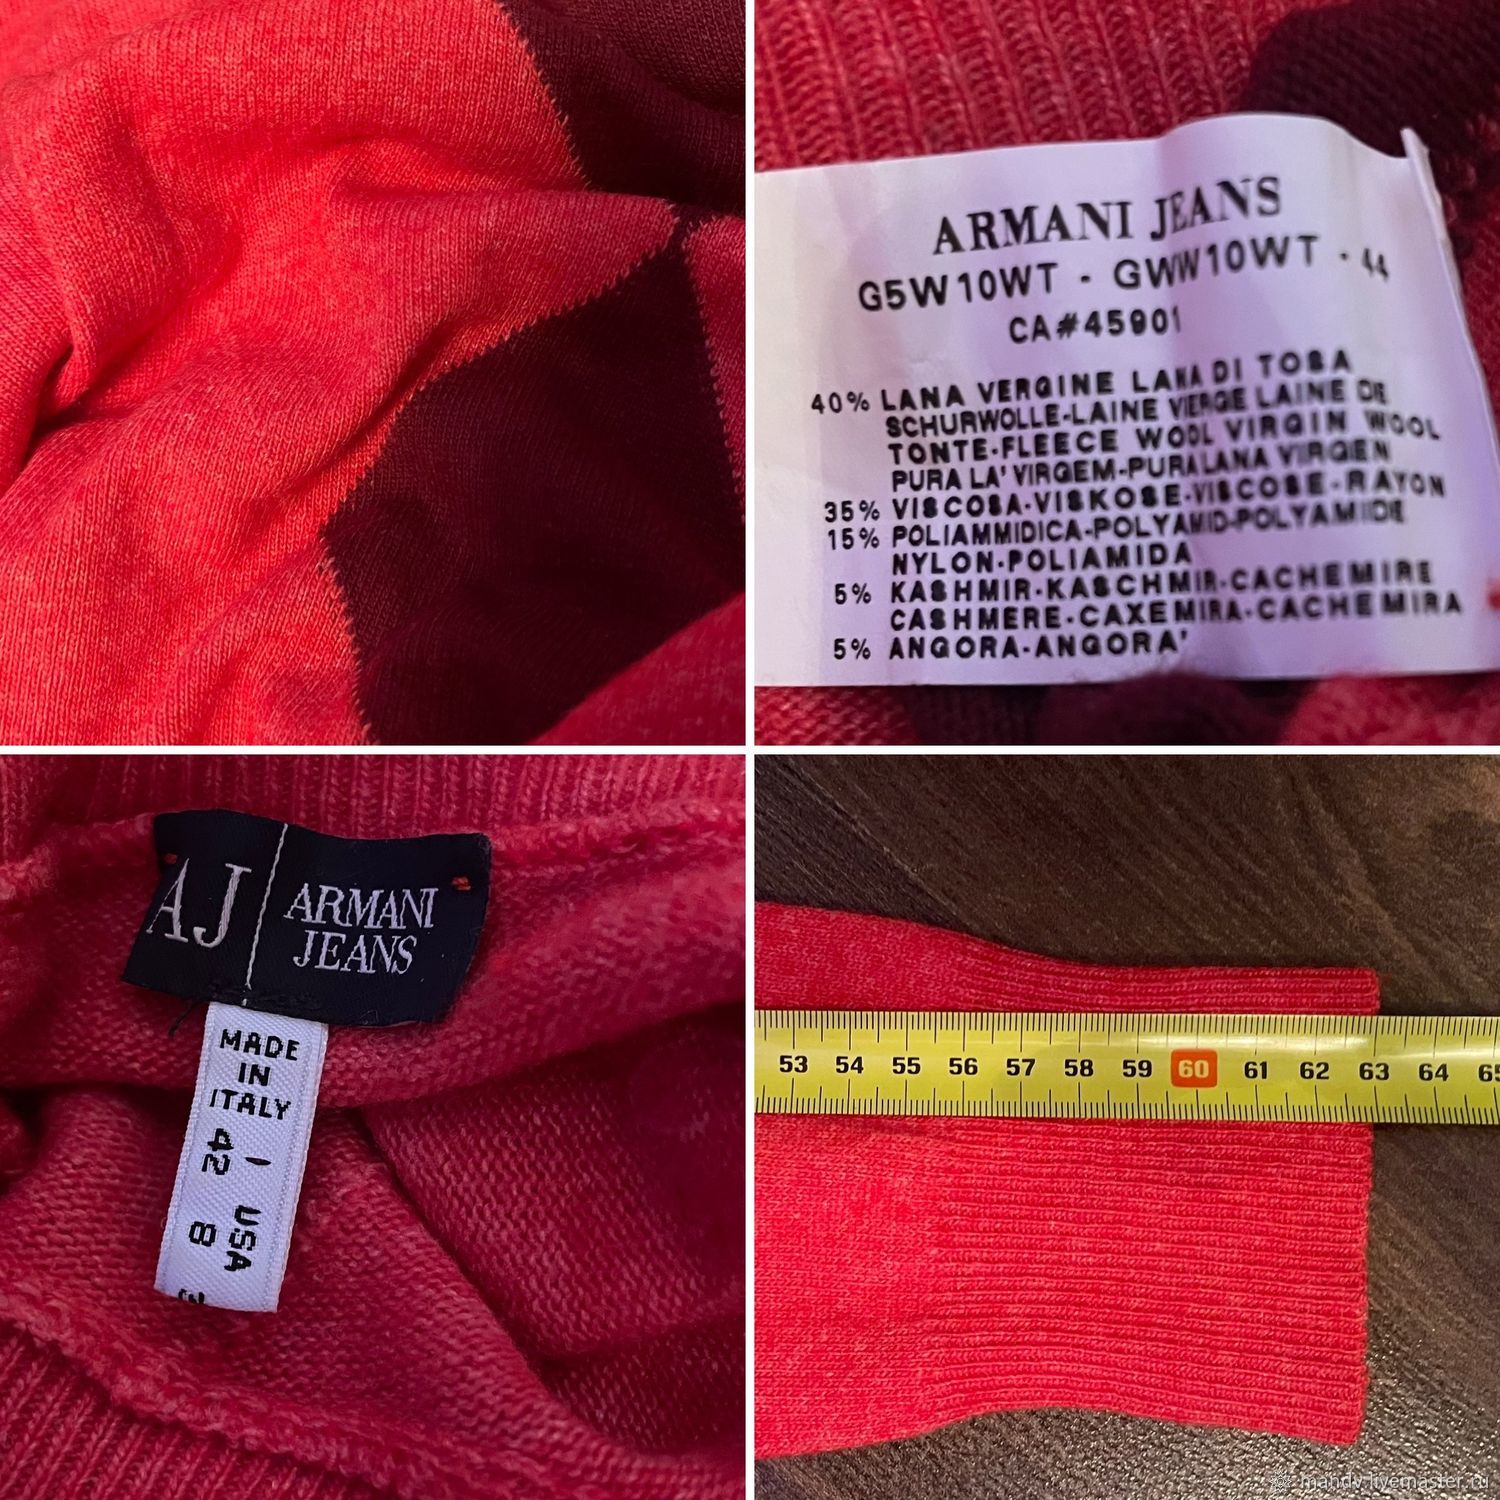 ARMANI JEANS
G5W10WT - GWW10WT - 44
CA#45901
40% LANA VERGINE LANA DI TOSA
SCHURWOLLE-LAINE VIERGE LAINE DE
TONTE-FLEECE WOOL VIRGIN WOOL
PURA LA' VIRGEM-PURALANA VIRGEN
35% VISCOSA-VISKOSE-VISCOSE-RAYON
15% POLIAMMIDICA-POLYAMID-POLYAMIDE
NYLON-POLIAMIDA
5% KASHMIR-KASCHMIR-CACHEMIRE
CASHMERE-CAXEMIRA-CACHEMIRA
5% ANGORA-ANGORA'
AJ
ARMANI
JEANS
MADE
IN
ITALY
I
42
USA
8
53 54 55 56 57 58 59 60 61 62 63 64 65
mandv.livemaster.ru